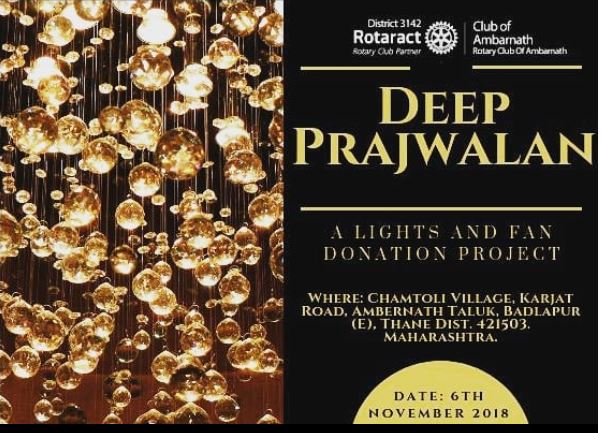 District 3142
Rotaract
Rotary Club Partner
Club of
Ambarnath
Rotary Club Of Ambarnath
DEEP
PRAJWALAN
A LIGHTS AND FAN
DONATION PROJECT
WHERE: CHAMTOLI VILLAGE, KARJAT
ROAD, AMBERNATH TALUK, BADLAPUR
(E), THANE DIST. 421503.
MAHARASHTRA.
DATE: 6TH
NOVEMBER 2018